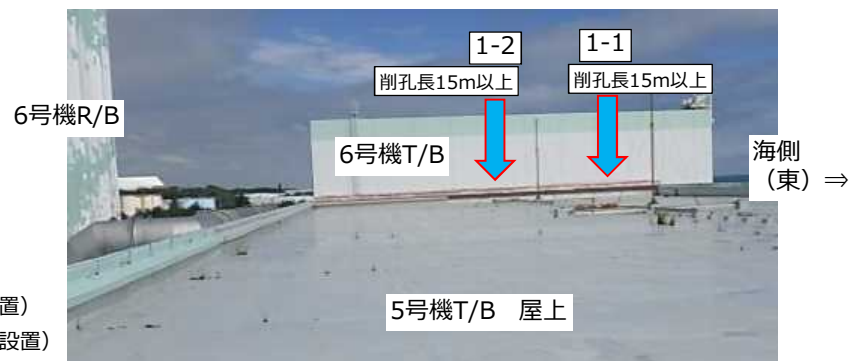 1-2
1-1
削孔長15m以上
削孔長15m以上
6号機R/B
6号機T/B
海側
（東）⇒
置）
5号機T/B　屋上
設置）